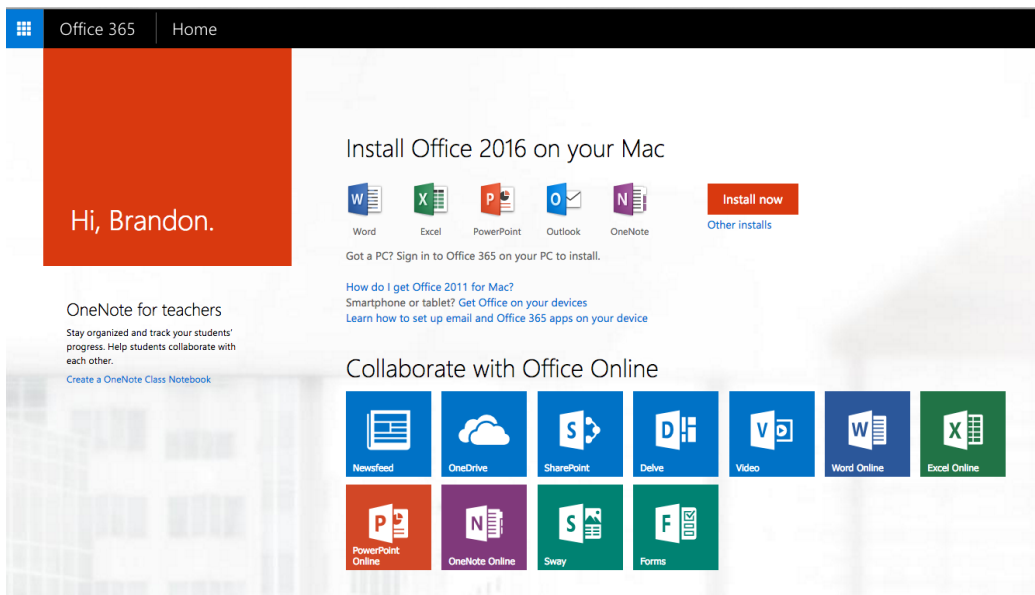 Office 365 Home
Hi, Brandon.
OneNote for teachers
Stay organized and track your students'
progress. Help students collaborate with
each other.
Create a OneNote Class Notebook
Install Office 2016 on your Mac
W X P O N
Word Excel PowerPoint Outlook OneNote
Install now
Other installs
Got a PC? Sign in to Office 365 on your PC to install.
How do I get Office 2011 for Mac?
Smartphone or tablet? Get Office on your devices
Learn how to set up email and Office 365 apps on your device
Collaborate with Office Online
S D V W X
Newsfeed OneDrive SharePoint Delve Video Word Online Excel Online
P N S F
PowerPoint
Online OneNote Online Sway Forms